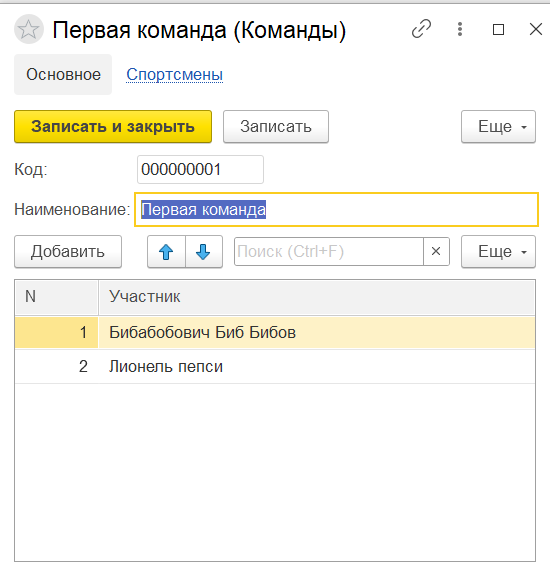 Первая команда (Команды)
Основное Спортсмены
Записать и закрыть Записать Еще
Код: 000000001
Наименование: Первая команда
Добавить Поиск (Ctrl+F) × Еще
N Участник
1 Бибабобович Биб Бибов
2 Лионель пепси